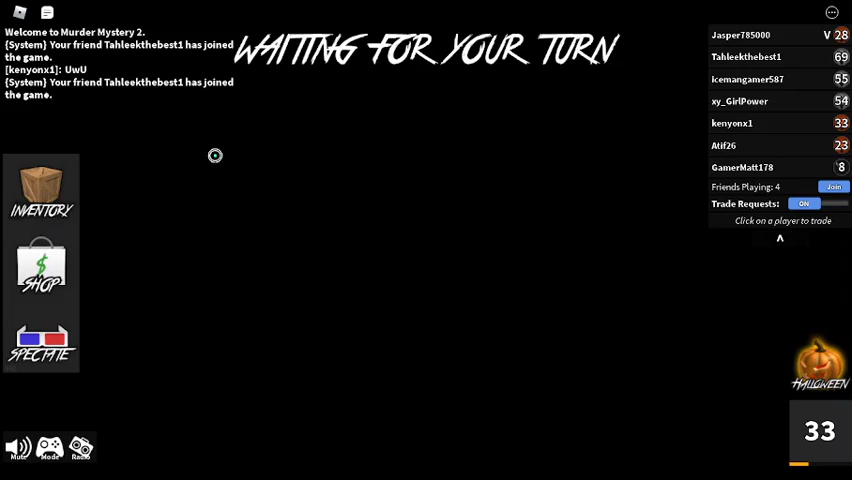 Welcome to Murder Mystery 2.
{System} Your friend Tahleekthebest1 has joined
the game.
[kenyonx1]: UwU
{System} Your friend Tahleekthebest1 has joined
the game.
WAITING FOR YOUR TURN
Jasper785000 V 28
Tahleekthebest1 69
icemangamer587 55
xy_GirlPower 54
kenyonx1 33
Atif26 23
GamerMatt178 8
Friends Playing: 4 Join
Trade Requests: ON
Click on a player to trade
INVENTORY
$
SHOP
SPECTATE
HALLOWEEN
33
Mute Mode Radio